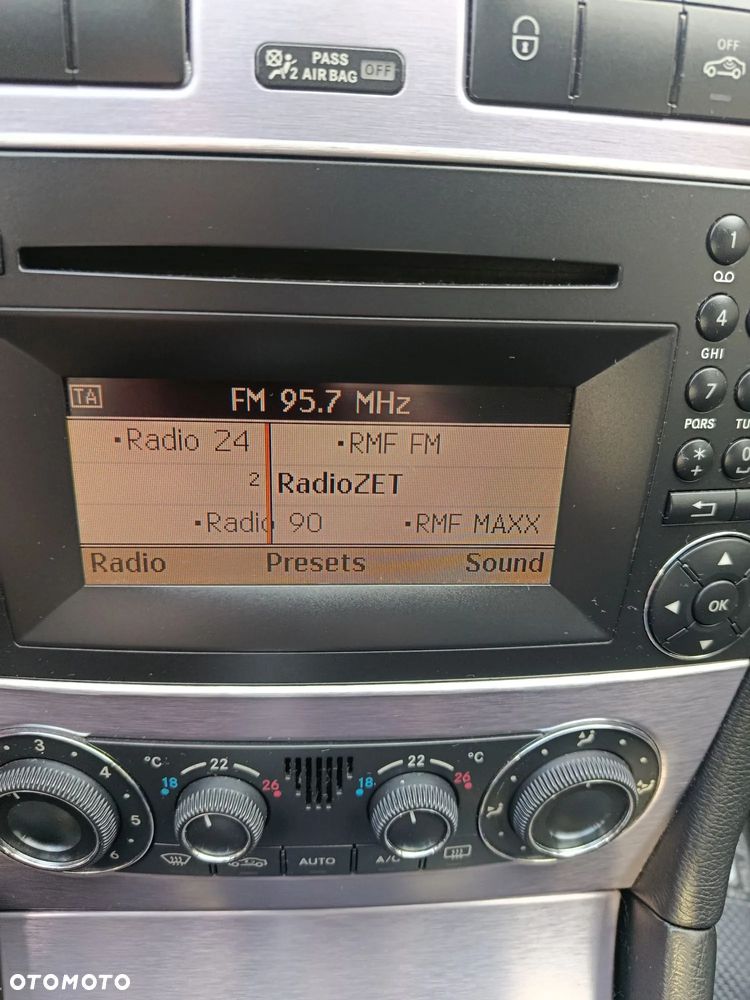 PASS
2 AIR BAG OFF
OFF
1
4
GHI
7
PQRS TU
*
+
0
TA FM 95.7 MHz
Radio 24 RMF FM
2 RadioZET
Radio 90 RMF MAXX
Radio Presets Sound
OK
3
4
5
6
°C 22
18 26
22 °C
18 26
AUTO A/C
OTOMOTO